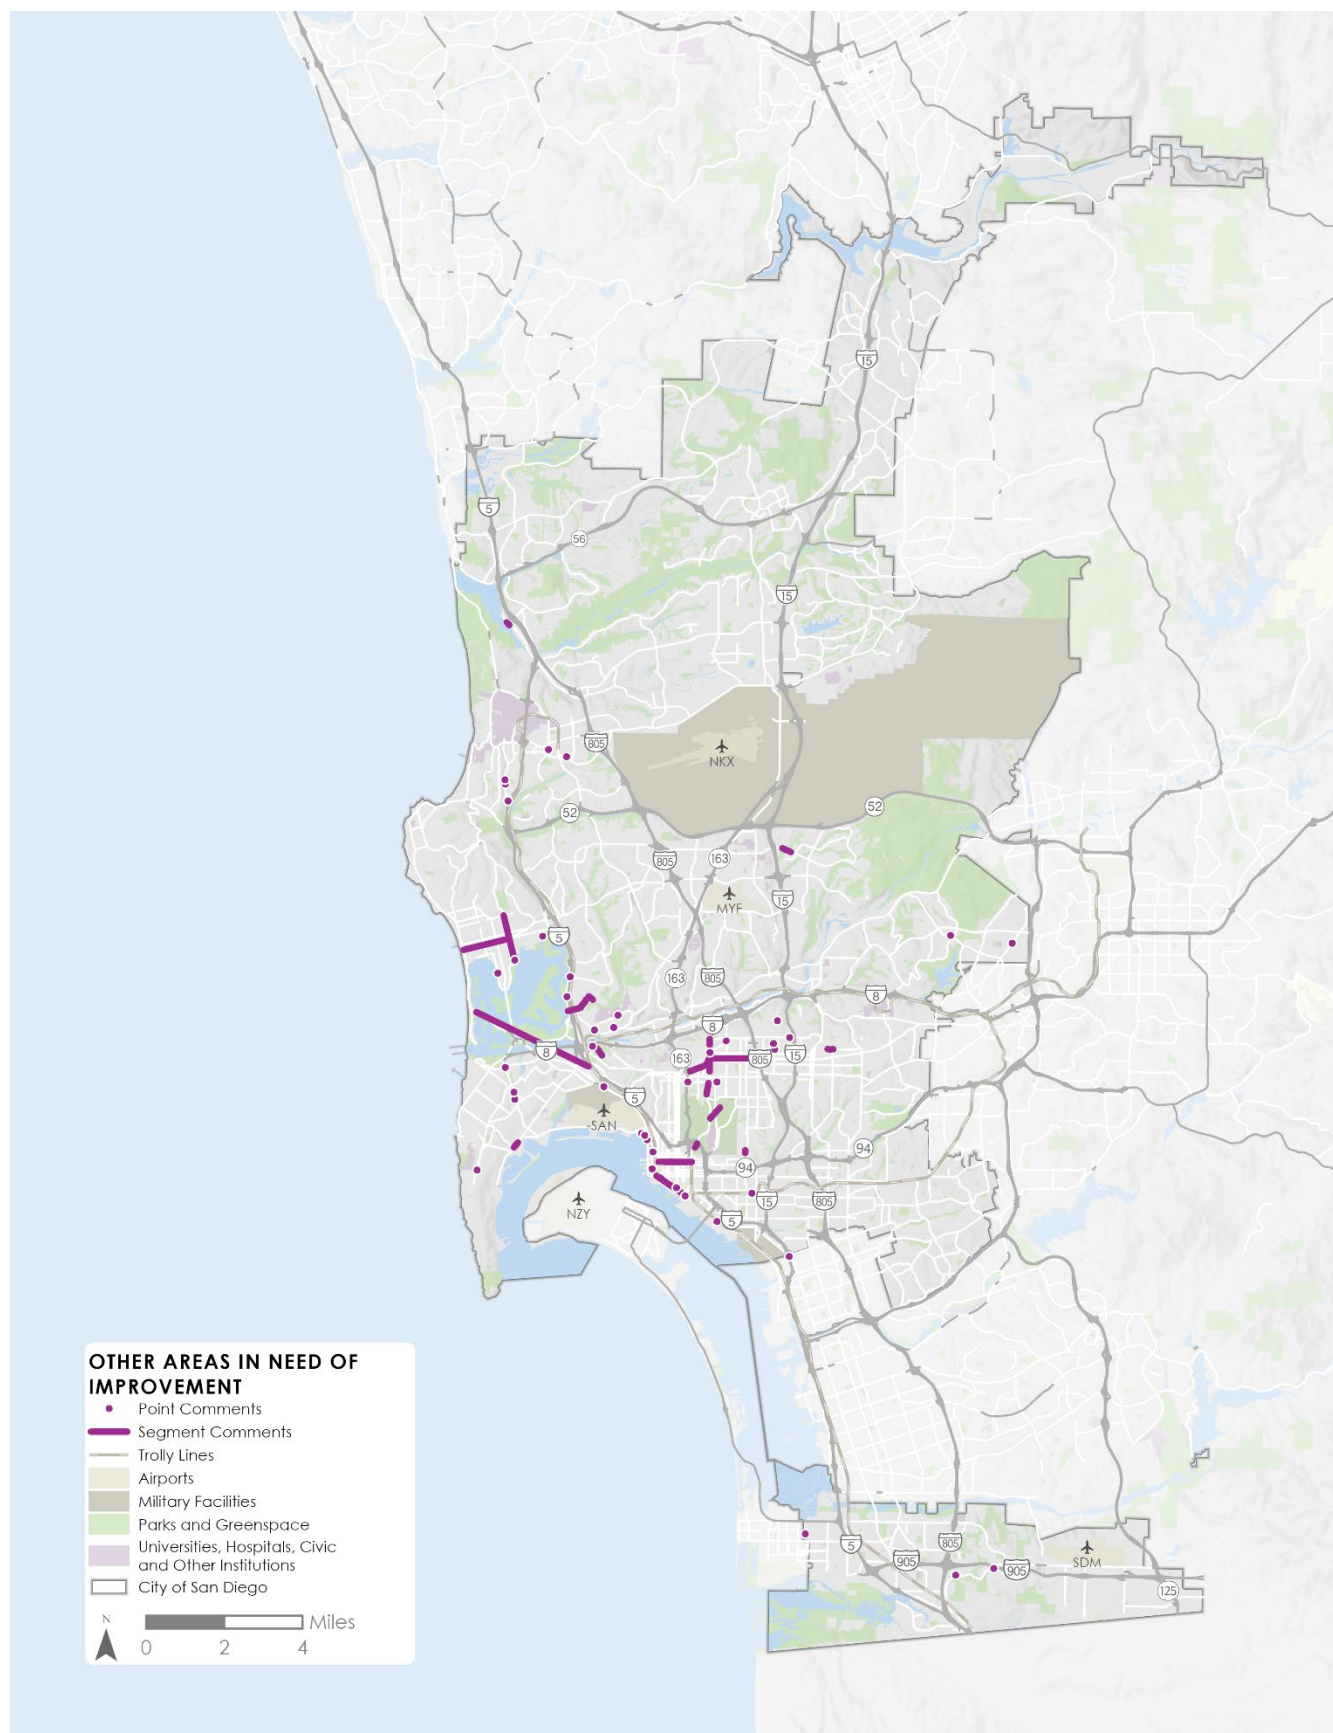 15
5
56
15
805
NKX
52
52
805
163
MYF
15
5
163
805
8
8
8
163
805
15
5
SAN
94
94
15
805
NZY
5
OTHER AREAS IN NEED OF
IMPROVEMENT
Point Comments
Segment Comments
Trolly Lines
Airports
Military Facilities
Parks and Greenspace
Universities, Hospitals, Civic
and Other Institutions
City of San Diego
N
Miles
0 2 4
5
805
905
905
SDM
125